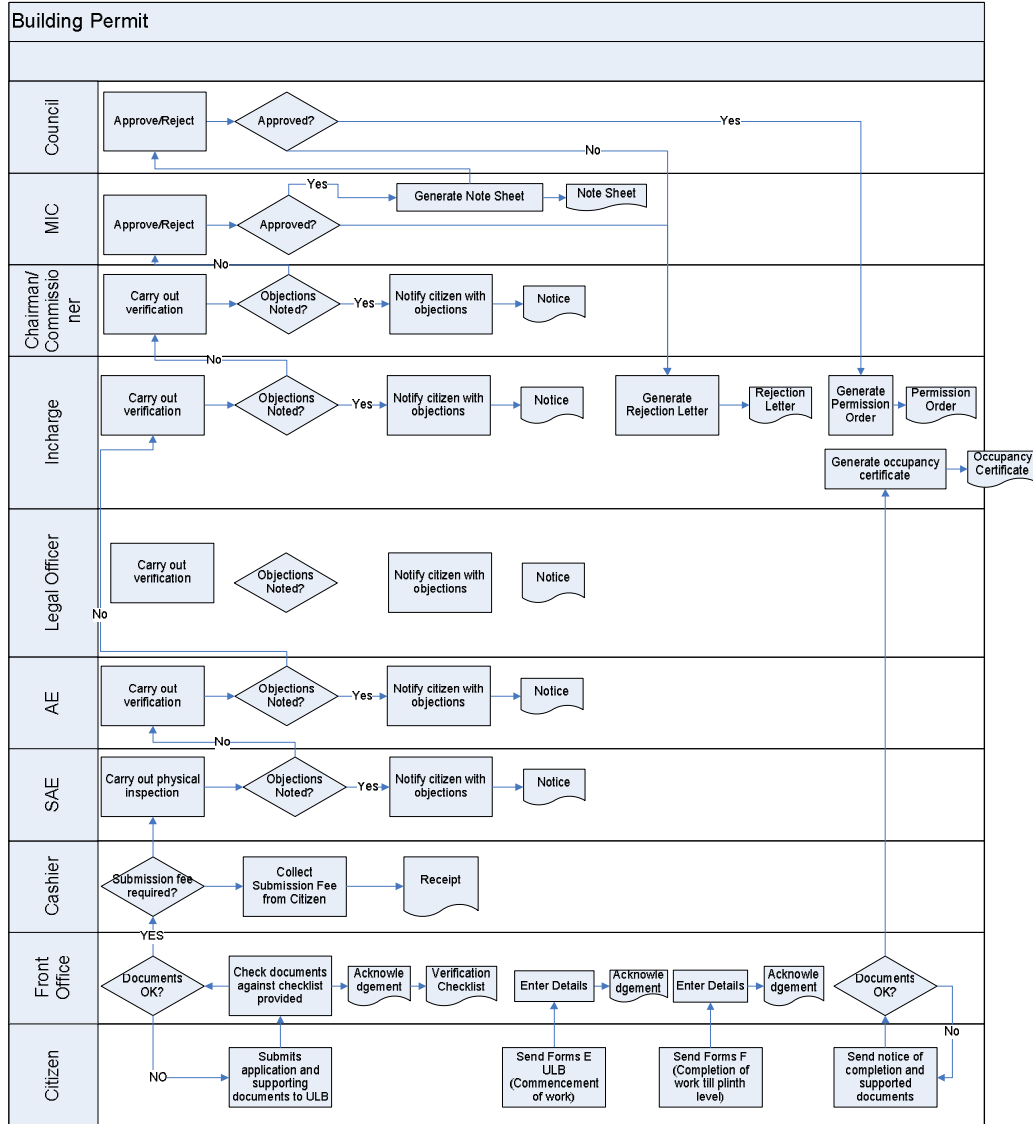 Building Permit
Council
Approve/Reject
Approved?
Yes
No
MIC
Approve/Reject
Approved?
Yes
Generate Note Sheet
Note Sheet
Chairman/
Commissio
ner
Carry out
verification
Objections
Noted?
No
Yes
Notify citizen with
objections
Notice
Incharge
Carry out
verification
Objections
Noted?
No
Yes
Notify citizen with
objections
Notice
Generate
Rejection Letter
Rejection
Letter
Generate
Permission
Order
Permission
Order
Generate occupancy
certificate
Occupancy
Certificate
Legal Officer
Carry out
verification
Objections
Noted?
Notify citizen with
objections
Notice
No
AE
Carry out
verification
Objections
Noted?
Yes
Notify citizen with
objections
Notice
No
SAE
Carry out physical
inspection
Objections
Noted?
Yes
Notify citizen with
objections
Notice
Cashier
Submission fee
required?
Collect
Submission Fee
from Citizen
Receipt
YES
Front
Office
Documents
OK?
Check documents
against checklist
provided
Acknowle
dgement
Verification
Checklist
Enter Details
Acknowle
dgement
Enter Details
Acknowle
dgement
Documents
OK?
No
Citizen
NO
Submits
application and
supporting
documents to ULB
Send Forms E
ULB
(Commencement
of work)
Send Forms F
(Completion of
work till plinth
level)
Send notice of
completion and
supported
documents